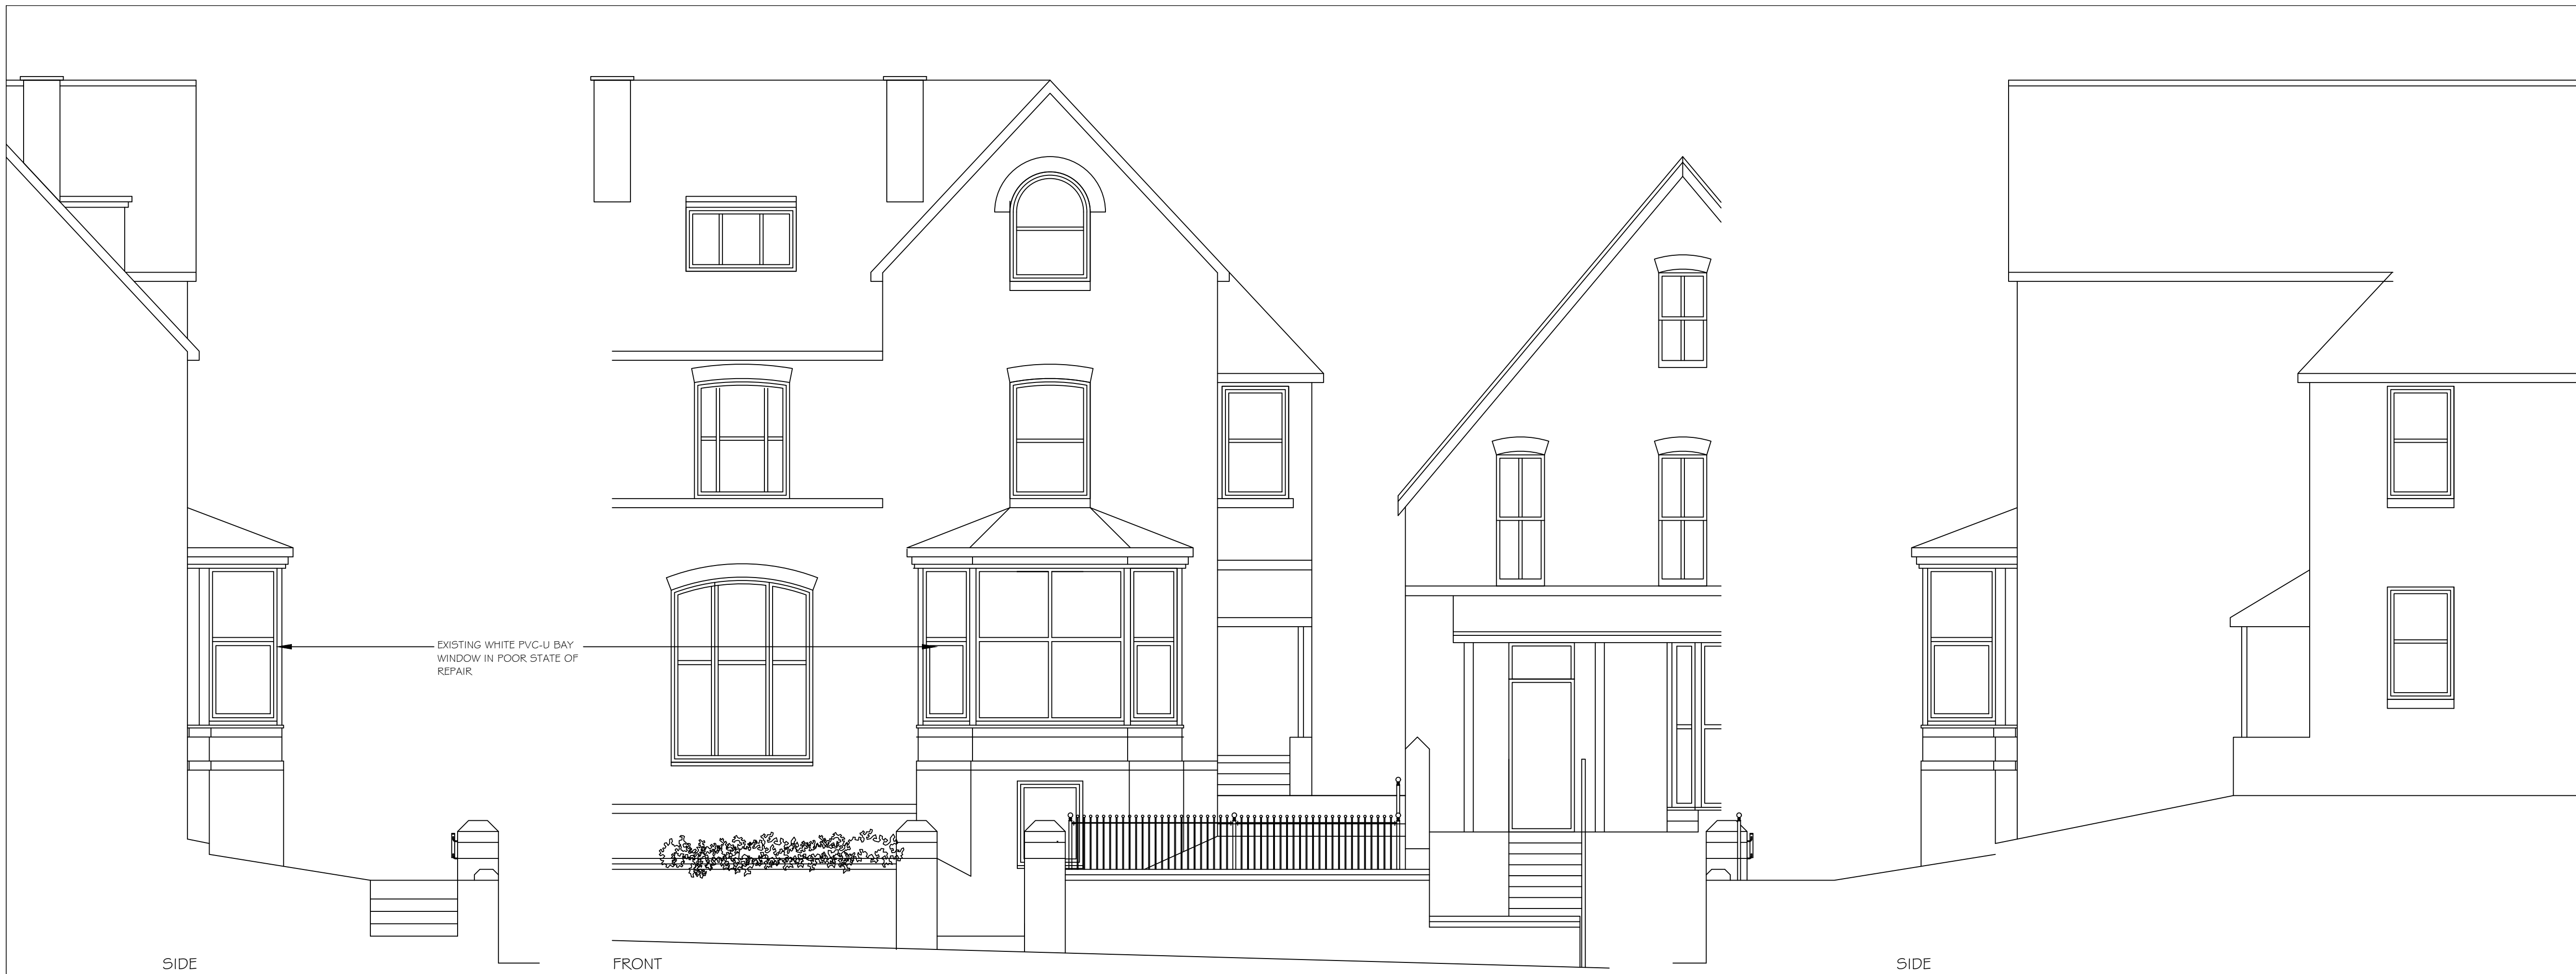 EXISTING WHITE PVC-U BAY
WINDOW IN POOR STATE OF
REPAIR
SIDE
FRONT
SIDE